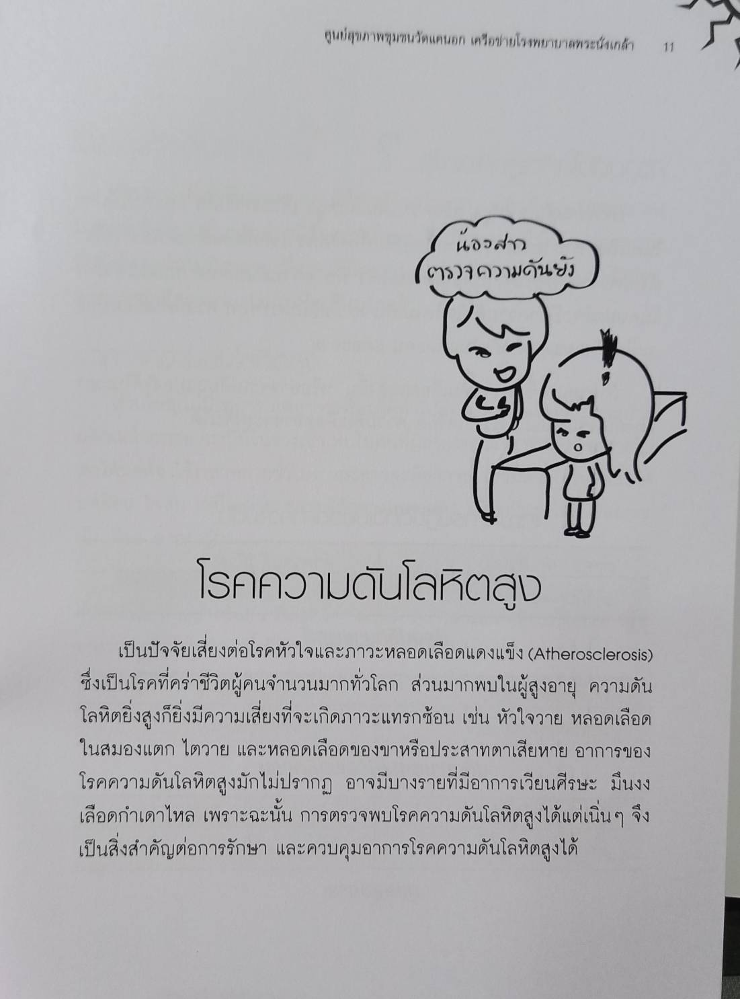 ศูนย์สุขภาพชุมชนวัดแคนอก เครือข่ายโรงพยาบาลพระนั่งเกล้า 11
น้องสาว
ตรวจความดันยัง
โรคความดันโลหิตสูง
เป็นปัจจัยเสี่ยงต่อโรคหัวใจและภาวะหลอดเลือดแดงแข็ง (Atherosclerosis)
ซึ่งเป็นโรคที่คร่าชีวิตผู้คนจำนวนมากทั่วโลก ส่วนมากพบในผู้สูงอายุ ความดัน
โลหิตยิ่งสูงก็ยิ่งมีความเสี่ยงที่จะเกิดภาวะแทรกซ้อน เช่น หัวใจวาย หลอดเลือด
ในสมองแตก ไตวาย และหลอดเลือดของขาหรือประสาทตาเสียหาย อาการของ
โรคความดันโลหิตสูงมักไม่ปรากฏ อาจมีบางรายที่มีอาการเวียนศีรษะ มึนงง
เลือดกำเดาไหล เพราะฉะนั้น การตรวจพบโรคความดันโลหิตสูงได้แต่เนิ่นๆ จึง
เป็นสิ่งสำคัญต่อการรักษา และควบคุมอาการโรคความดันโลหิตสูงได้